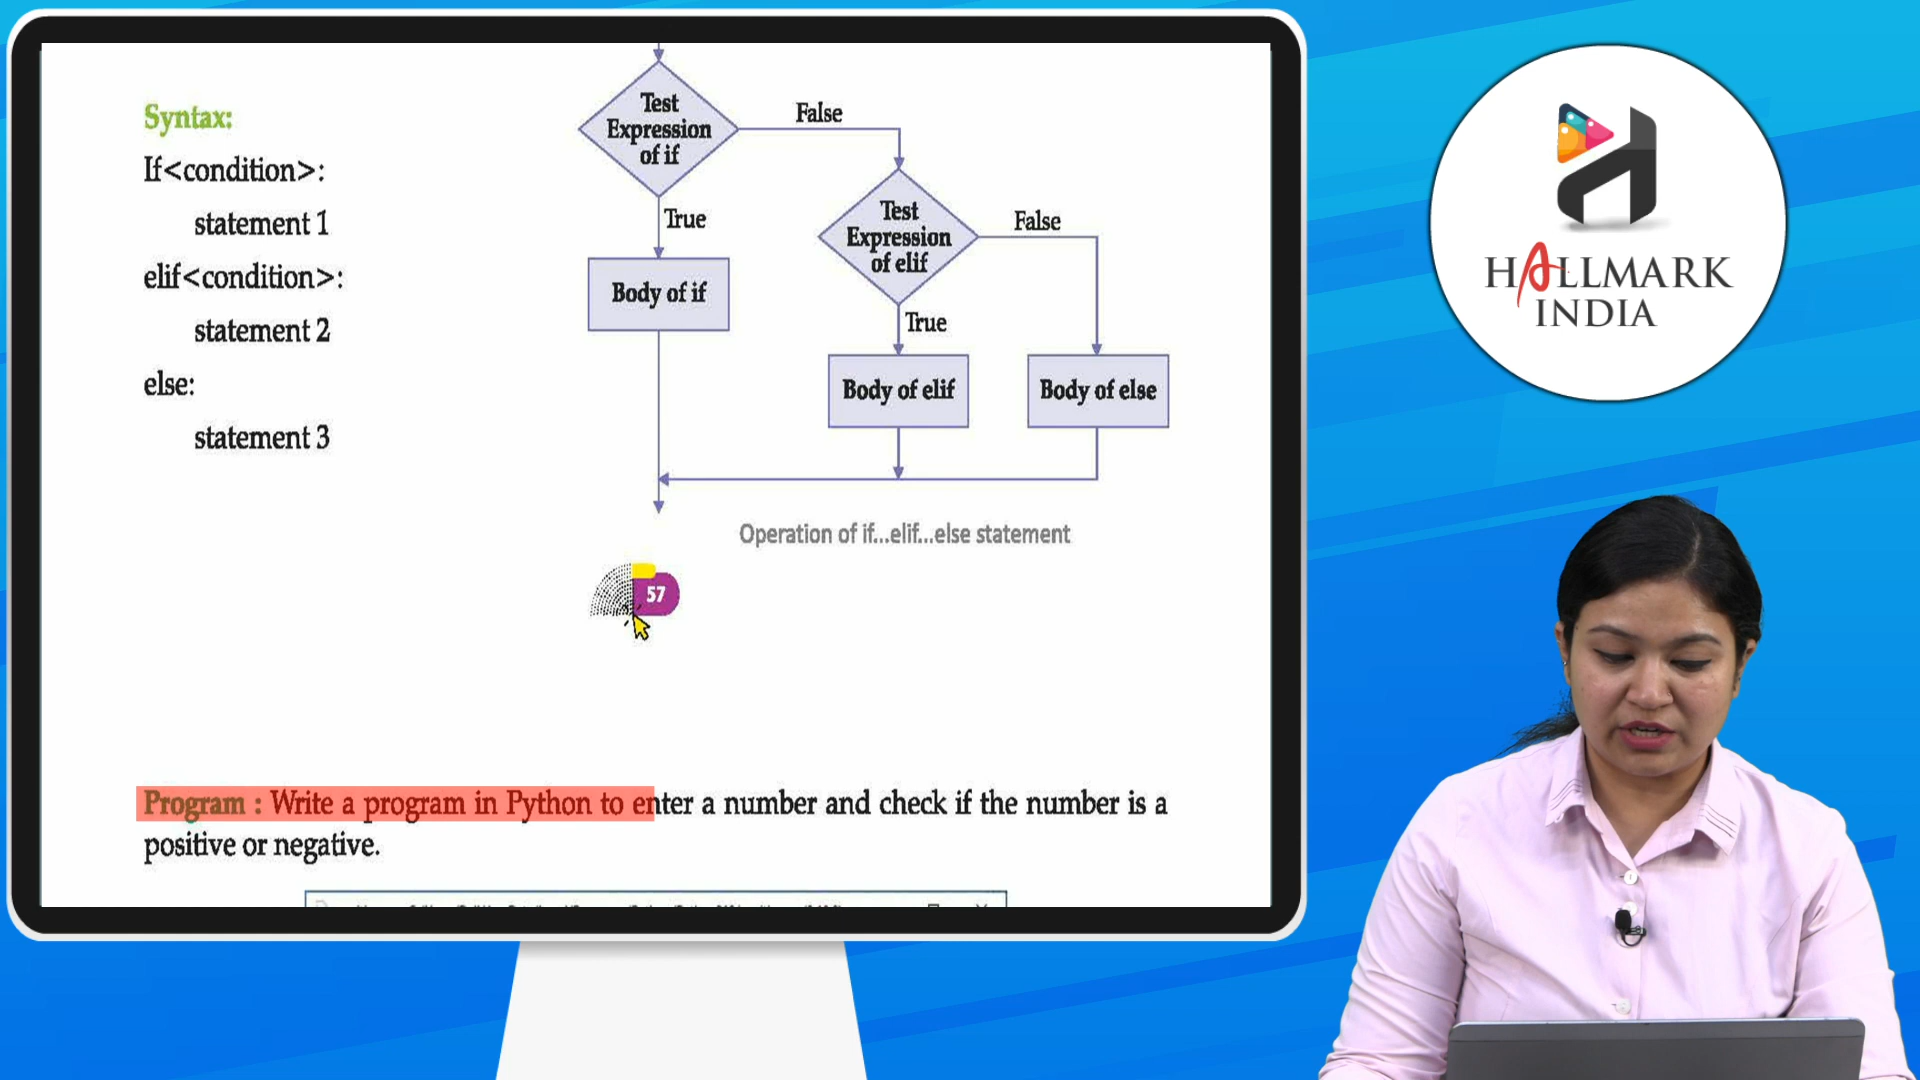 Syntax:
If<condition>:
statement 1
elif<condition>:
statement 2
else:
statement 3
Test
Expression
of if
False
True
Body of if
Test
Expression
of elif
False
True
Body of elif
Body of else
Operation of if...elif...else statement
57
Program : Write a program in Python to enter a number and check if the number is a
positive or negative.
HALLMARK
INDIA